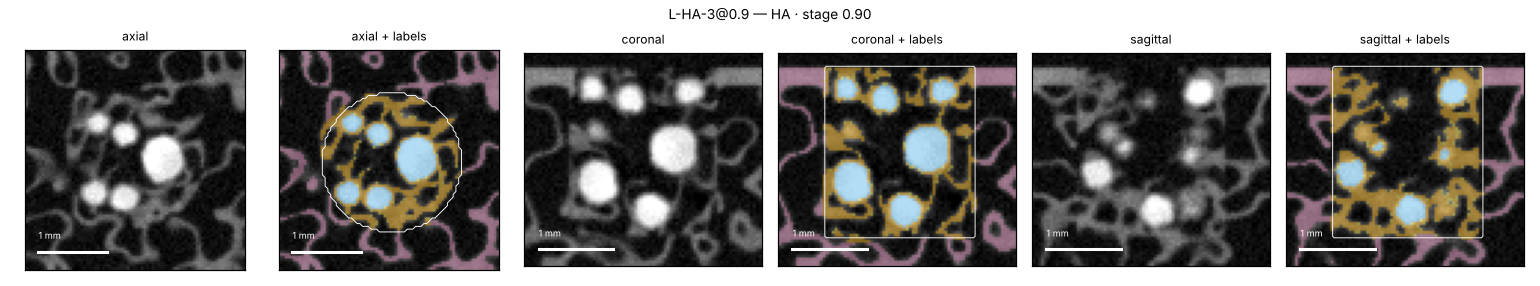 L-HA-3@0.9 — HA · stage 0.90
axial
axial + labels
coronal
coronal + labels
sagittal
sagittal + labels
1 mm
1 mm
1 mm
1 mm
1 mm
1 mm